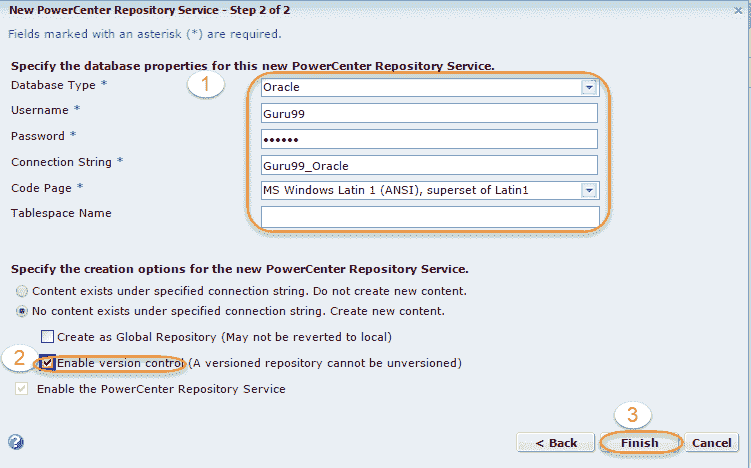 New PowerCenter Repository Service - Step 2 of 2
Fields marked with an asterisk (*) are required.
Specify the database properties for this new PowerCenter Repository Service.
1
Database Type * Oracle
Username * Guru99
Password * ••••••
Connection String * Guru99_Oracle
Code Page * MS Windows Latin 1 (ANSI), superset of Latin1
Tablespace Name
Specify the creation options for the new PowerCenter Repository Service.
Content exists under specified connection string. Do not create new content.
No content exists under specified connection string. Create new content.
Create as Global Repository (May not be reverted to local)
2 Enable version control (A versioned repository cannot be unversioned)
Enable the PowerCenter Repository Service
3
? < Back Finish Cancel